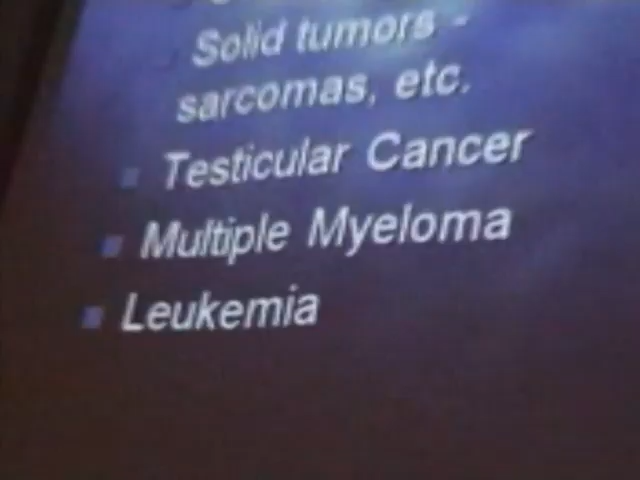 Solid tumors -
sarcomas, etc.
Testicular Cancer
Multiple Myeloma
Leukemia